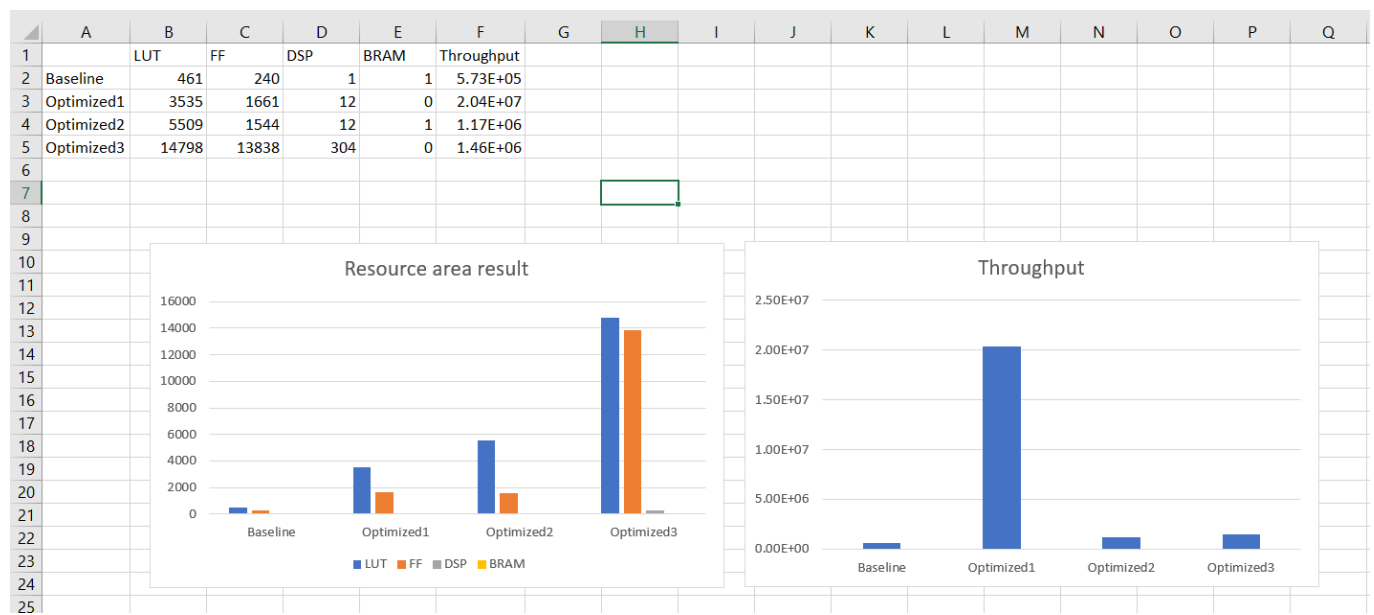 A B C D E F G H I J K L M N O P Q
1 LUT FF DSP BRAM Throughput
2 Baseline 461 240 1 1 5.73E+05
3 Optimized1 3535 1661 12 0 2.04E+07
4 Optimized2 5509 1544 12 1 1.17E+06
5 Optimized3 14798 13838 304 0 1.46E+06
6
7
8
9
10
11
12
13
14
15
16
17
18
19
20
21
22
23
24
25
Resource area result
16000
14000
12000
10000
8000
6000
4000
2000
0
Baseline Optimized1 Optimized2 Optimized3
LUT FF DSP BRAM
Throughput
2.50E+07
2.00E+07
1.50E+07
1.00E+07
5.00E+06
0.00E+00
Baseline Optimized1 Optimized2 Optimized3